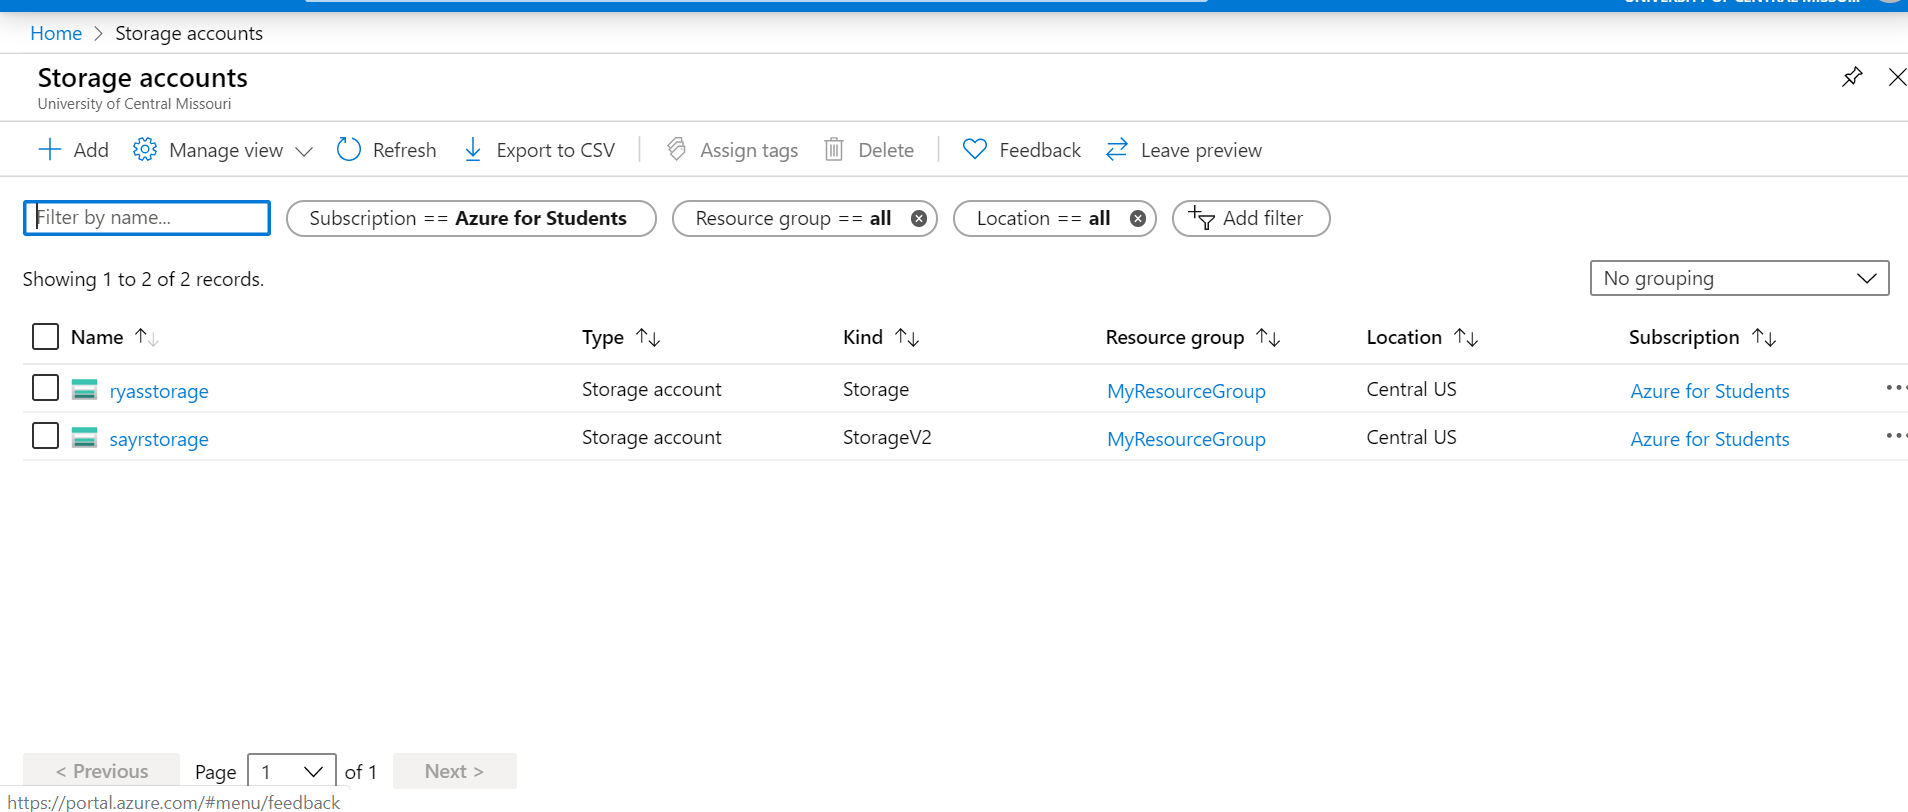 UNIVERSITY OF CENTRAL MISSOURI
Home > Storage accounts
Storage accounts
University of Central Missouri
Add Manage view Refresh Export to CSV Assign tags Delete Feedback Leave preview
Filter by name... Subscription == Azure for Students Resource group == all Location == all Add filter
Showing 1 to 2 of 2 records. No grouping
Name Type Kind Resource group Location Subscription
ryasstorage Storage account Storage MyResourceGroup Central US Azure for Students ...
sayrstorage Storage account StorageV2 MyResourceGroup Central US Azure for Students ...
< Previous Page 1 of 1 Next >
https://portal.azure.com/#menu/feedback